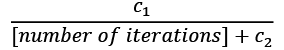 c₁
[number of iterations] + c₂